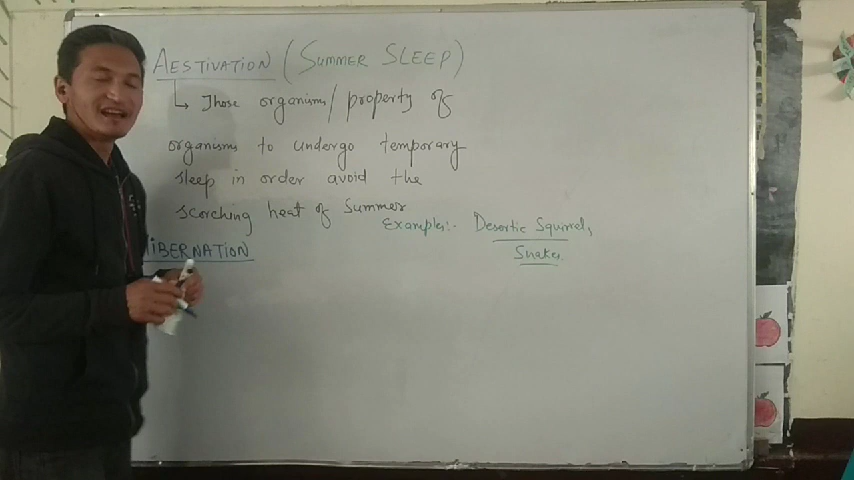 AESTIVATION (SUMMER SLEEP)
Those organisms/property of
organisms to undergo temporary
sleep in order avoid the
scorching heat of Summer
Examples:- Desertic Squirrel,
Snakes.
HIBERNATION